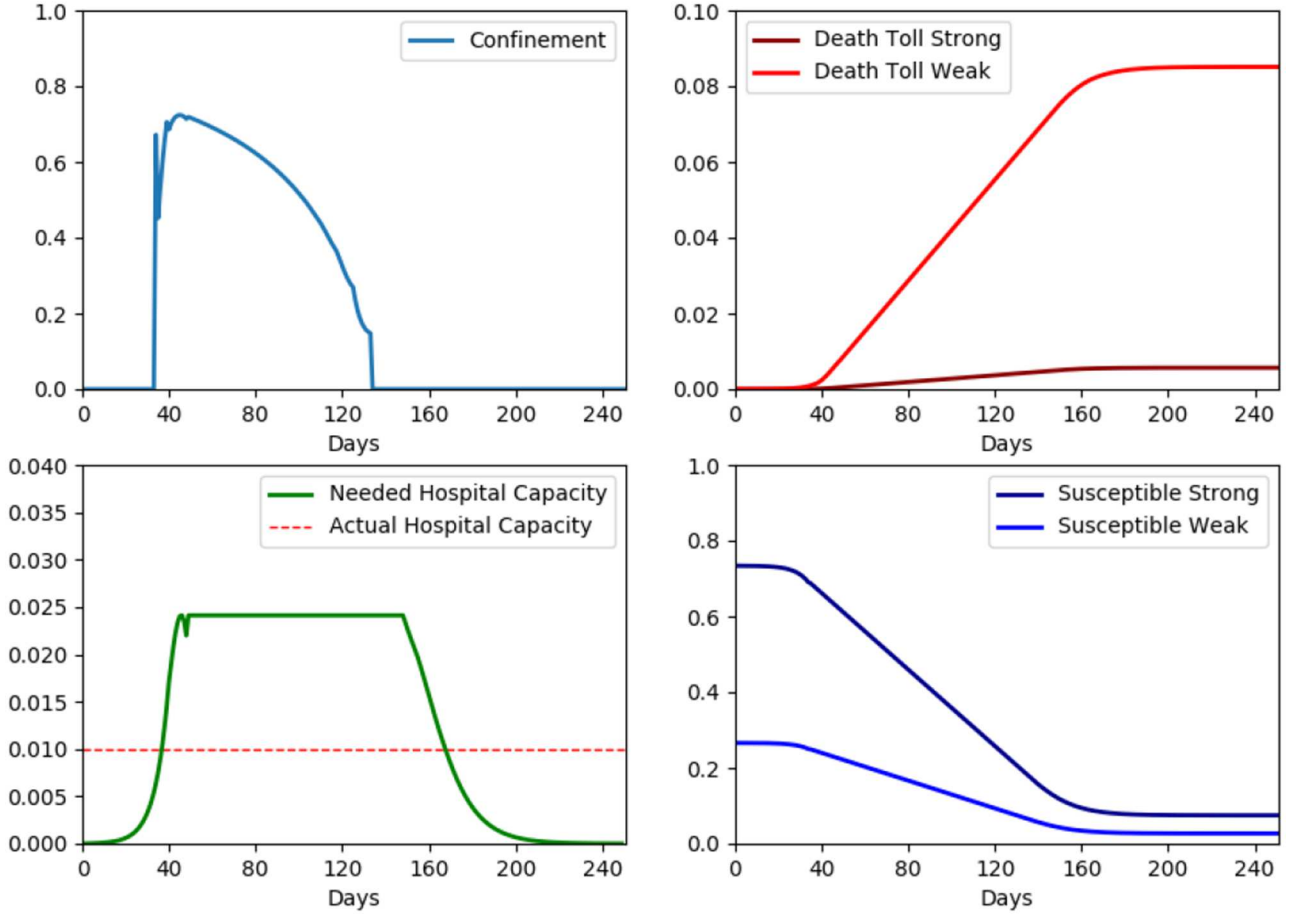 1.0
Confinement
0.8
0.6
0.4
0.2
0.0
0 40 80 120 160 200 240
Days
0.10
Death Toll Strong
Death Toll Weak
0.08
0.06
0.04
0.02
0.00
0 40 80 120 160 200 240
Days
0.040
Needed Hospital Capacity
0.035
Actual Hospital Capacity
0.030
0.025
0.020
0.015
0.010
0.005
0.000
0 40 80 120 160 200 240
Days
1.0
Susceptible Strong
Susceptible Weak
0.8
0.6
0.4
0.2
0.0
0 40 80 120 160 200 240
Days